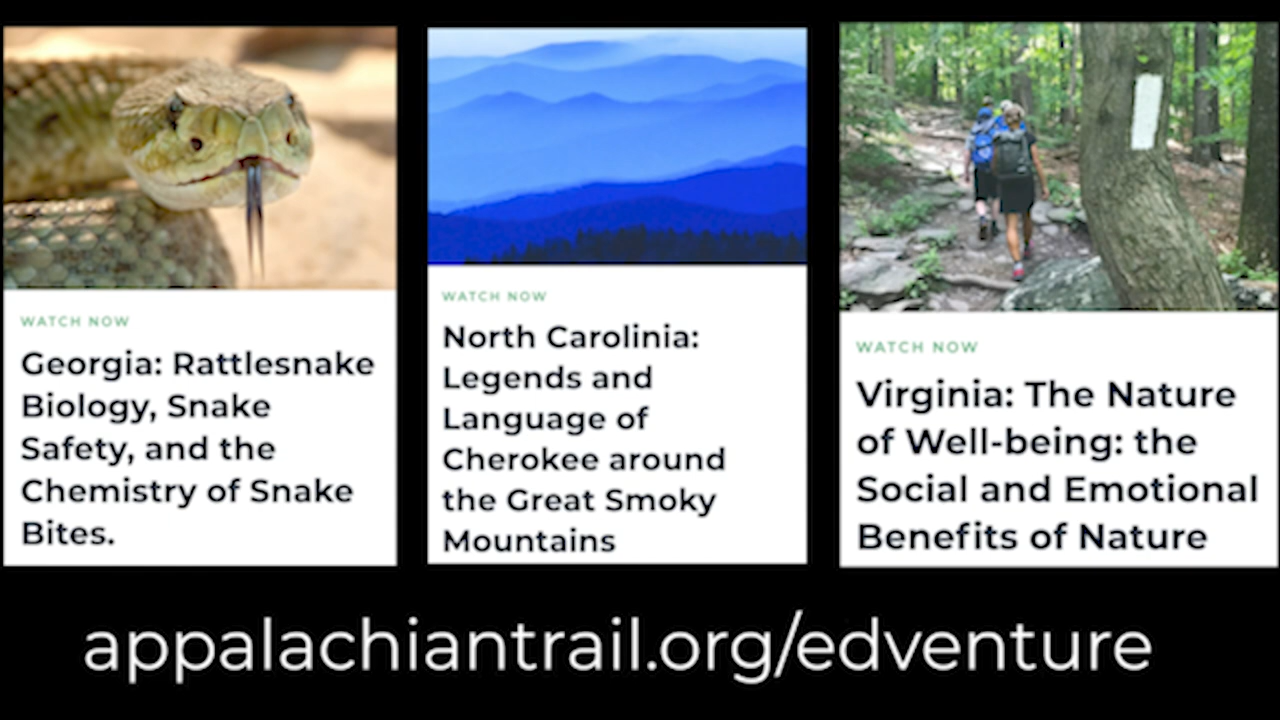 WATCH NOW
Georgia: Rattlesnake
Biology, Snake
Safety, and the
Chemistry of Snake
Bites.
WATCH NOW
North Carolinia:
Legends and
Language of
Cherokee around
the Great Smoky
Mountains
WATCH NOW
Virginia: The Nature
of Well-being: the
Social and Emotional
Benefits of Nature
appalachiantrail.org/edventure